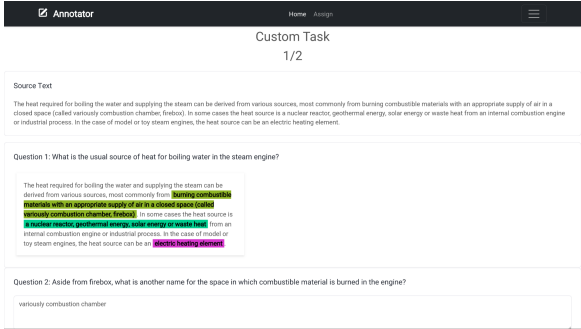 Annotator
Home Assign
Custom Task
1/2
Source Text
The heat required for boiling the water and supplying the steam can be derived from various sources, most commonly from burning combustible materials with an appropriate supply of air in a
closed space (called variously combustion chamber, firebox). In some cases the heat source is a nuclear reactor, geothermal energy, solar energy or waste heat from an internal combustion engine
or industrial process. In the case of model or toy steam engines, the heat source can be an electric heating element.
Question 1: What is the usual source of heat for boiling water in the steam engine?
The heat required for boiling the water and supplying the steam can be
derived from various sources, most commonly from burning combustible
materials with an appropriate supply of air in a closed space (called
variously combustion chamber, firebox). In some cases the heat source is
a nuclear reactor, geothermal energy, solar energy or waste heat from an
internal combustion engine or industrial process. In the case of model or
toy steam engines, the heat source can be an electric heating element.
Question 2: Aside from firebox, what is another name for the space in which combustible material is burned in the engine?
variously combustion chamber